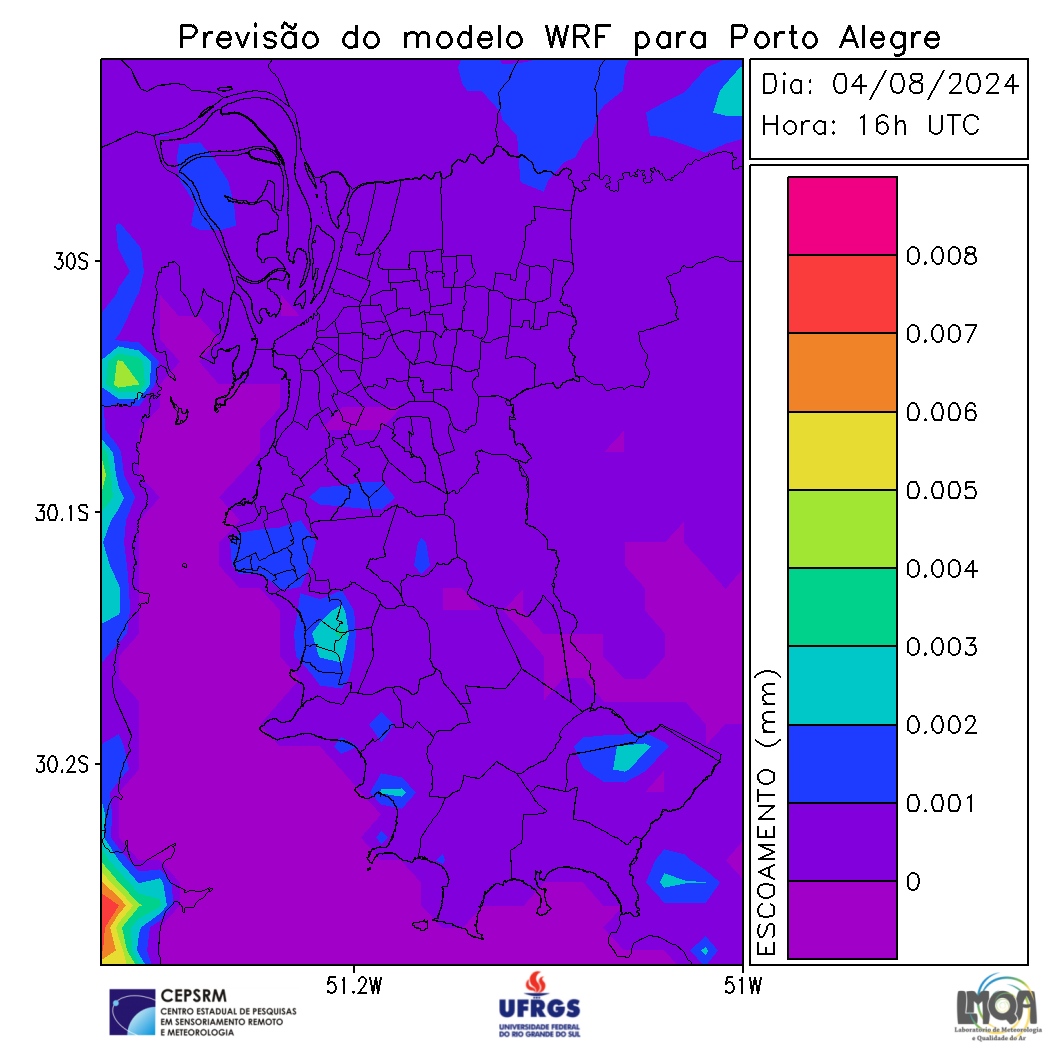 Previsão do modelo WRF para Porto Alegre
Dia: 04/08/2024
Hora: 16h UTC
30S
30.1S
30.2S
51.2W
51W
ESCOAMENTO (mm)
0.008
0.007
0.006
0.005
0.004
0.003
0.002
0.001
0
CEPSRM
CENTRO ESTADUAL DE PESQUISAS
EM SENSORIAMENTO REMOTO
E METEOROLOGIA
UFRGS
UNIVERSIDADE FEDERAL
DO RIO GRANDE DO SUL
LMQA
Laboratório de Meteorologia
e Qualidade do Ar